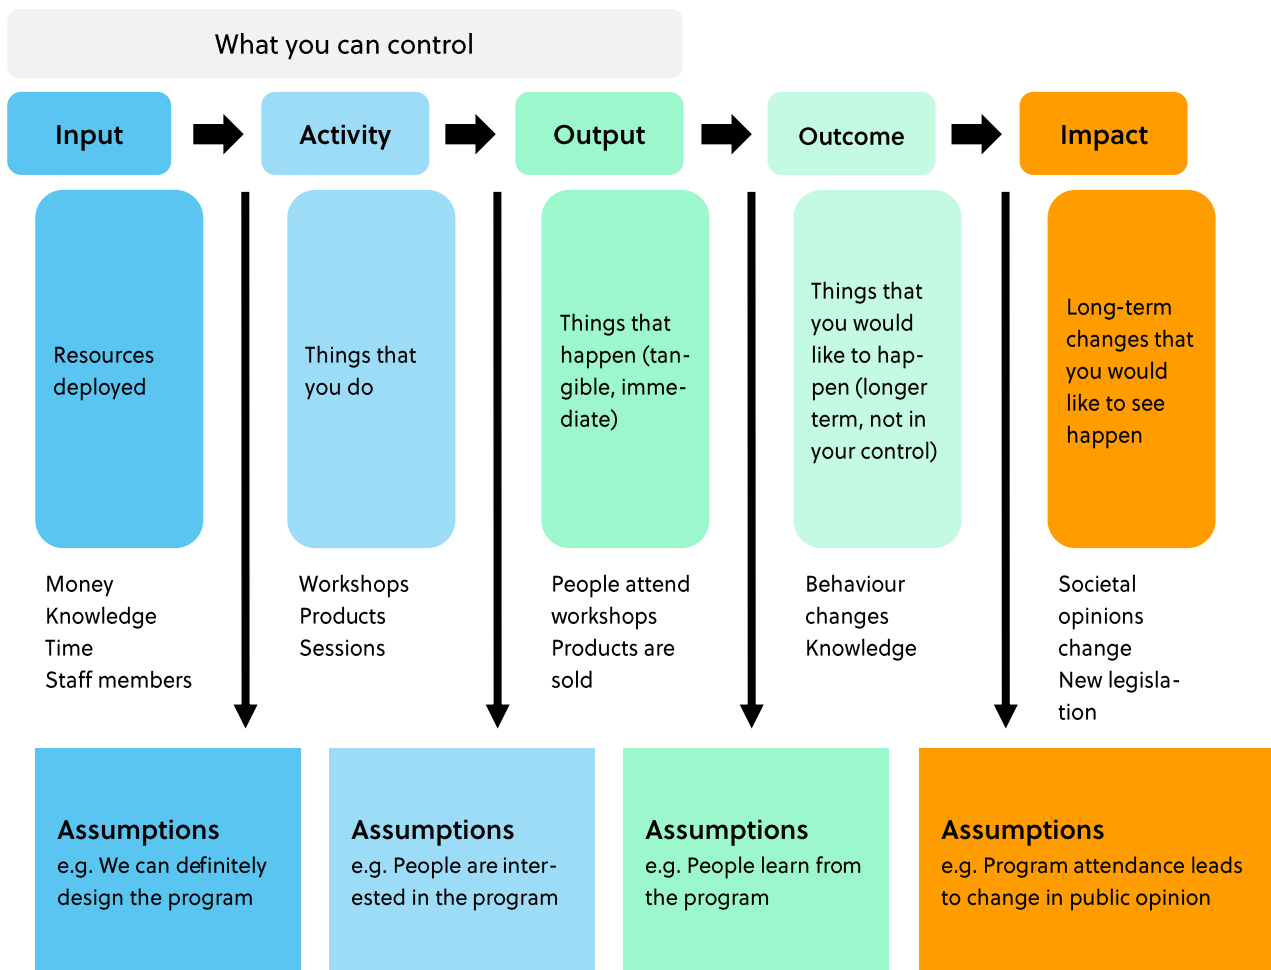 What you can control
Input
Activity
Output
Outcome
Impact
Resources
deployed
Things that
you do
Things that
happen (tan-
gible, imme-
diate)
Things that
you would
like to hap-
pen (longer
term, not in
your control)
Long-term
changes that
you would
like to see
happen
Money
Knowledge
Time
Staff members
Workshops
Products
Sessions
People attend
workshops
Products are
sold
Behaviour
changes
Knowledge
Societal
opinions
change
New legisla-
tion
Assumptions
e.g. We can definitely
design the program
Assumptions
e.g. People are inter-
ested in the program
Assumptions
e.g. People learn from
the program
Assumptions
e.g. Program attendance leads
to change in public opinion